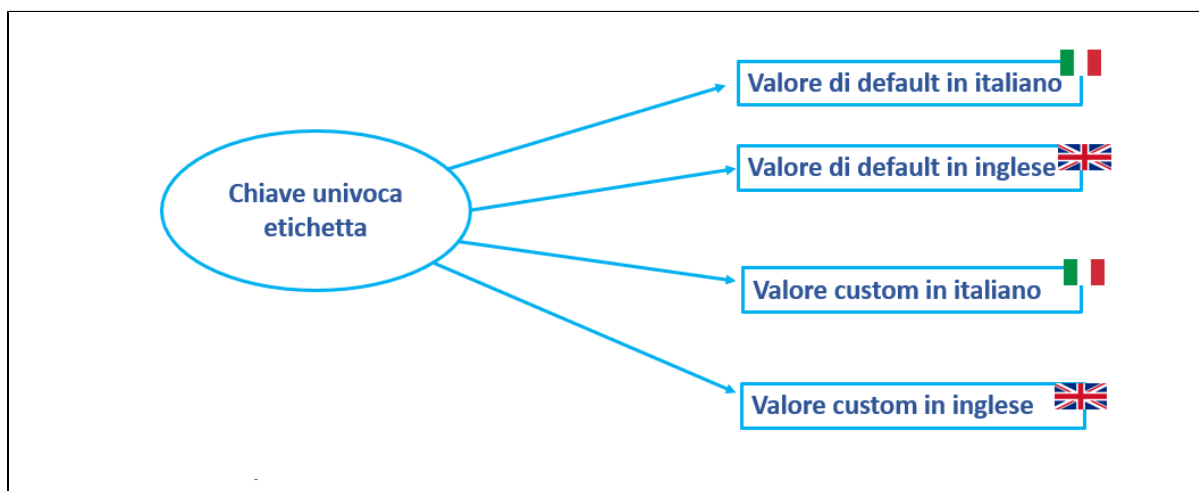 Valore di default in italiano
Valore di default in inglese
Chiave univoca
etichetta
Valore custom in italiano
Valore custom in inglese